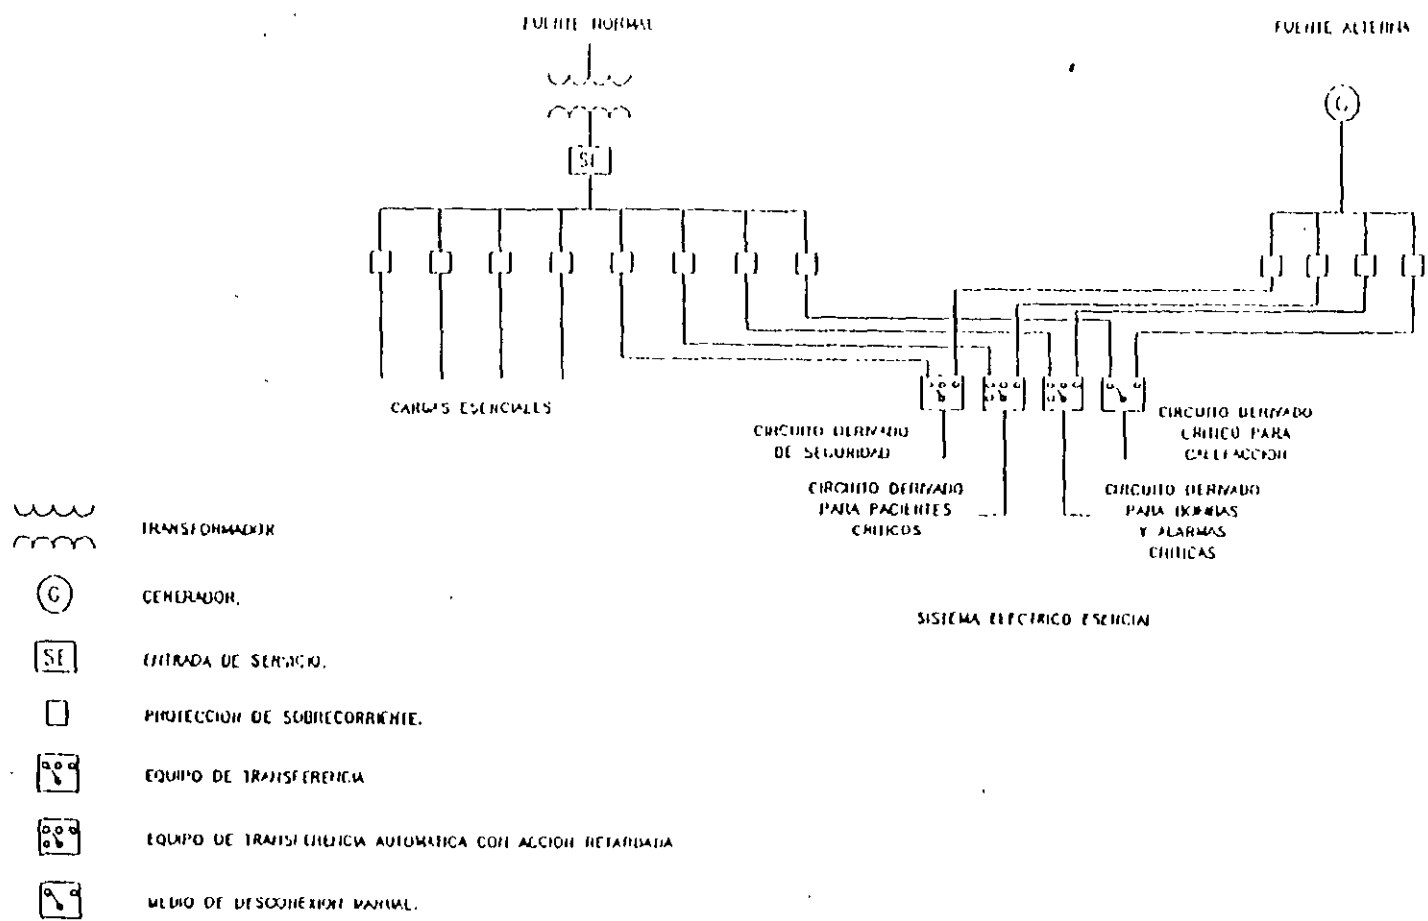 FUENTE NORMAL
FUENTE ALTERNA
G
SE
CARGAS ESENCIALES
CIRCUITO DERIVADO
DE SEGURIDAD
CIRCUITO DERIVADO
CRITICO PARA
CALEFACCION
CIRCUITO DERIVADO
PARA PACIENTES
CRITICOS
CIRCUITO DERIVADO
PARA BOMBAS
Y ALARMAS
CRITICAS
SISTEMA ELECTRICO ESENCIAL
TRANSFORMADOR
G
GENERADOR.
SE
ENTRADA DE SERVICIO.
PROTECCION DE SOBRECORRIENTE.
EQUIPO DE TRANSFERENCIA
EQUIPO DE TRANSFERENCIA AUTOMATICA CON ACCION RETARDADA
MEDIO DE DESCONEXION MANUAL.